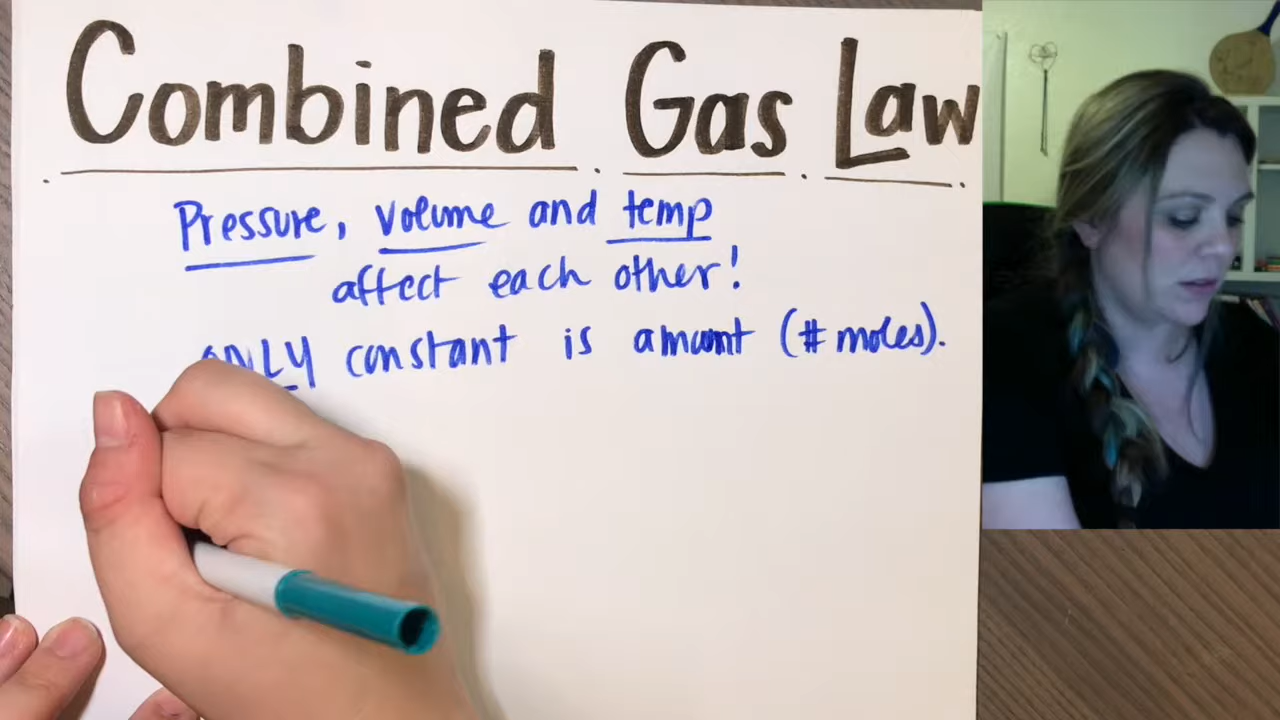 Combined Gas Law
Pressure, volume and temp
affect each other!
ONLY constant is amount (# moles).